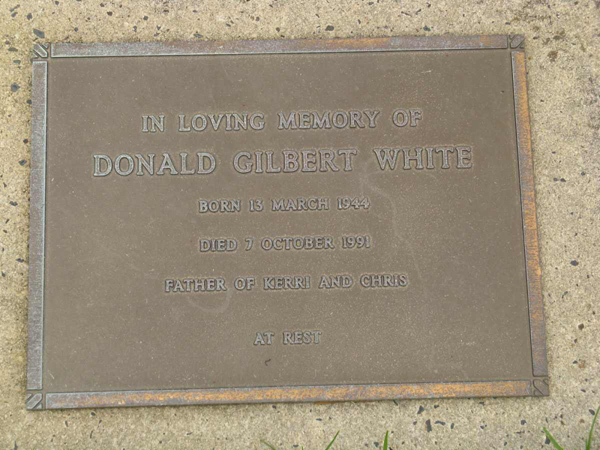 IN LOVING MEMORY OF
DONALD GILBERT WHITE
BORN 13 MARCH 1944
DIED 7 OCTOBER 1991
FATHER OF KERRI AND CHRIS
AT REST